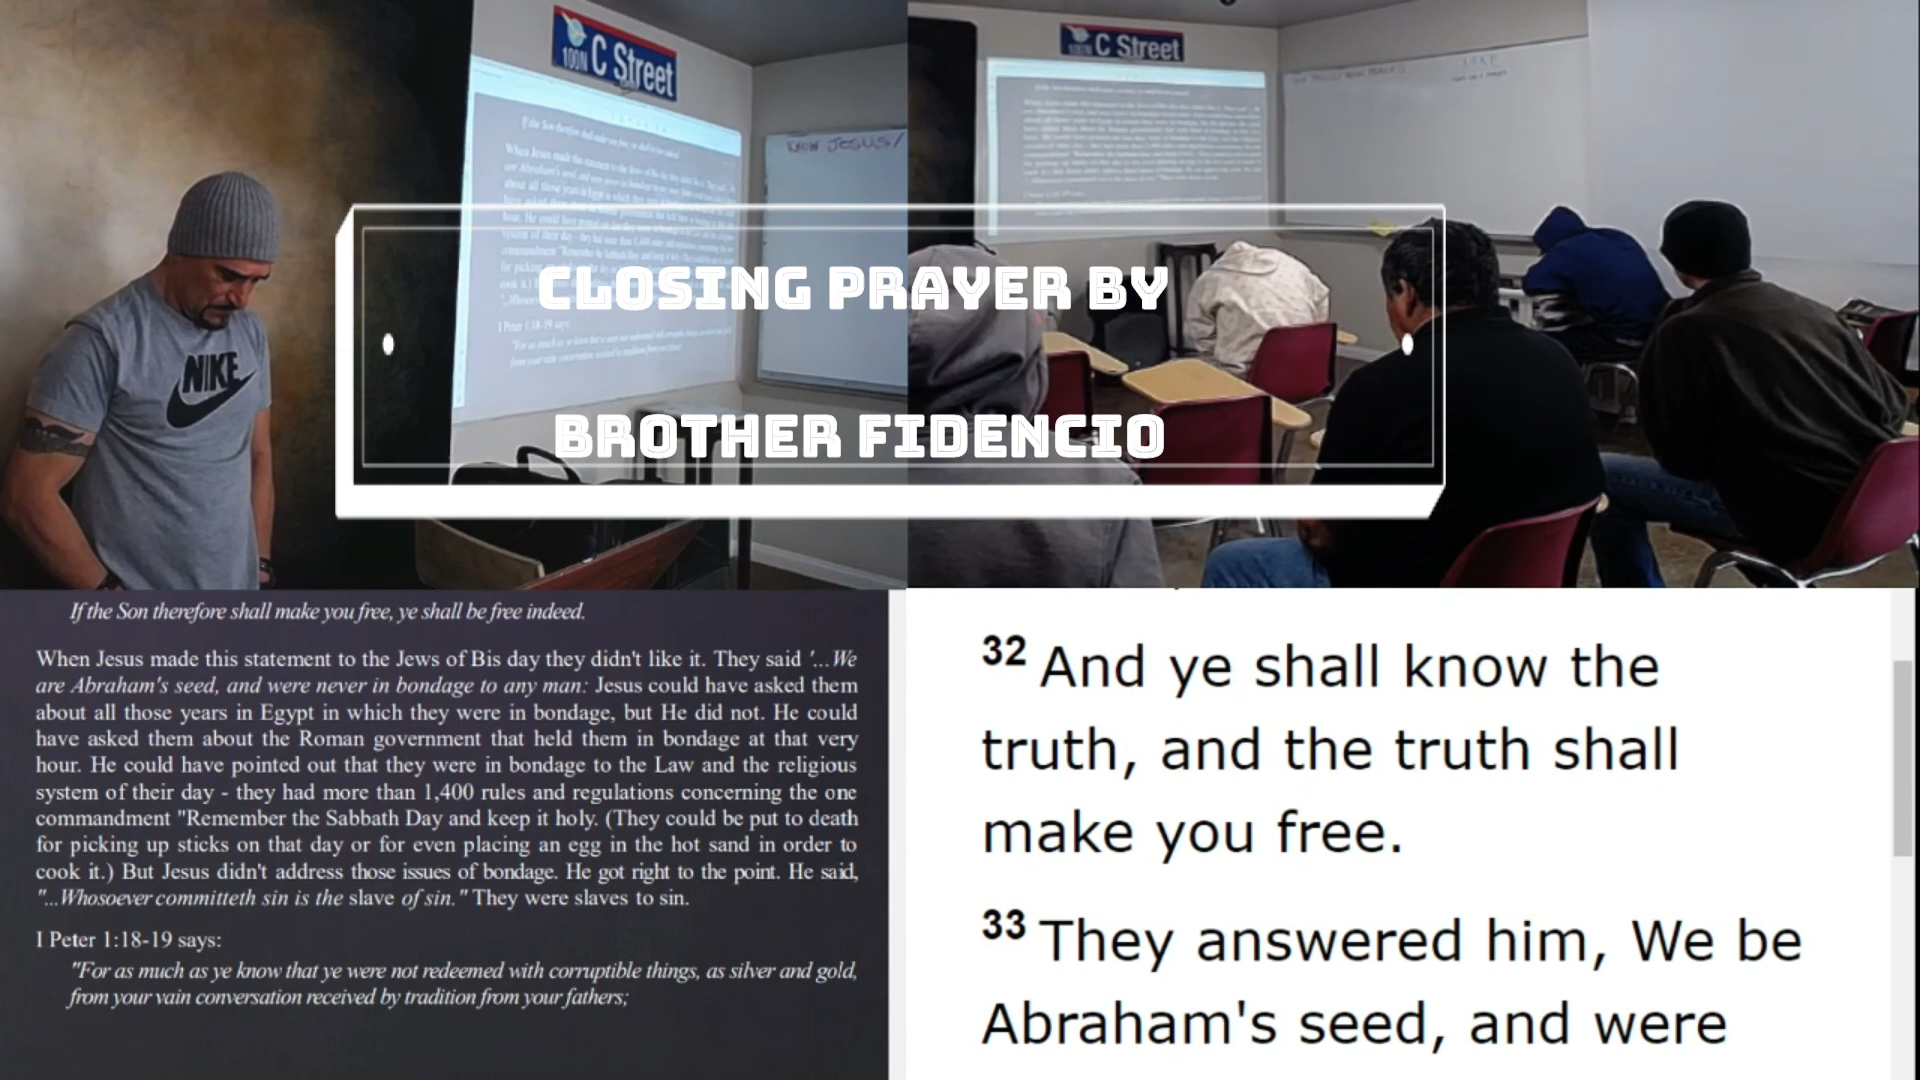 100N C Street
KNOW JESUS/
100N C Street
CLOSING PRAYER BY
BROTHER FIDENCIO
NIKE
If the Son therefore shall make you free, ye shall be free indeed.
When Jesus made this statement to the Jews of Bis day they didn't like it. They said '...We
are Abraham's seed, and were never in bondage to any man: Jesus could have asked them
about all those years in Egypt in which they were in bondage, but He did not. He could
have asked them about the Roman government that held them in bondage at that very
hour. He could have pointed out that they were in bondage to the Law and the religious
system of their day - they had more than 1,400 rules and regulations concerning the one
commandment "Remember the Sabbath Day and keep it holy. (They could be put to death
for picking up sticks on that day or for even placing an egg in the hot sand in order to
cook it.) But Jesus didn't address those issues of bondage. He got right to the point. He said,
"...Whosoever committeth sin is the slave of sin." They were slaves to sin.
I Peter 1:18-19 says:
"For as much as ye know that ye were not redeemed with corruptible things, as silver and gold,
from your vain conversation received by tradition from your fathers;
32 And ye shall know the
truth, and the truth shall
make you free.
33 They answered him, We be
Abraham's seed, and were